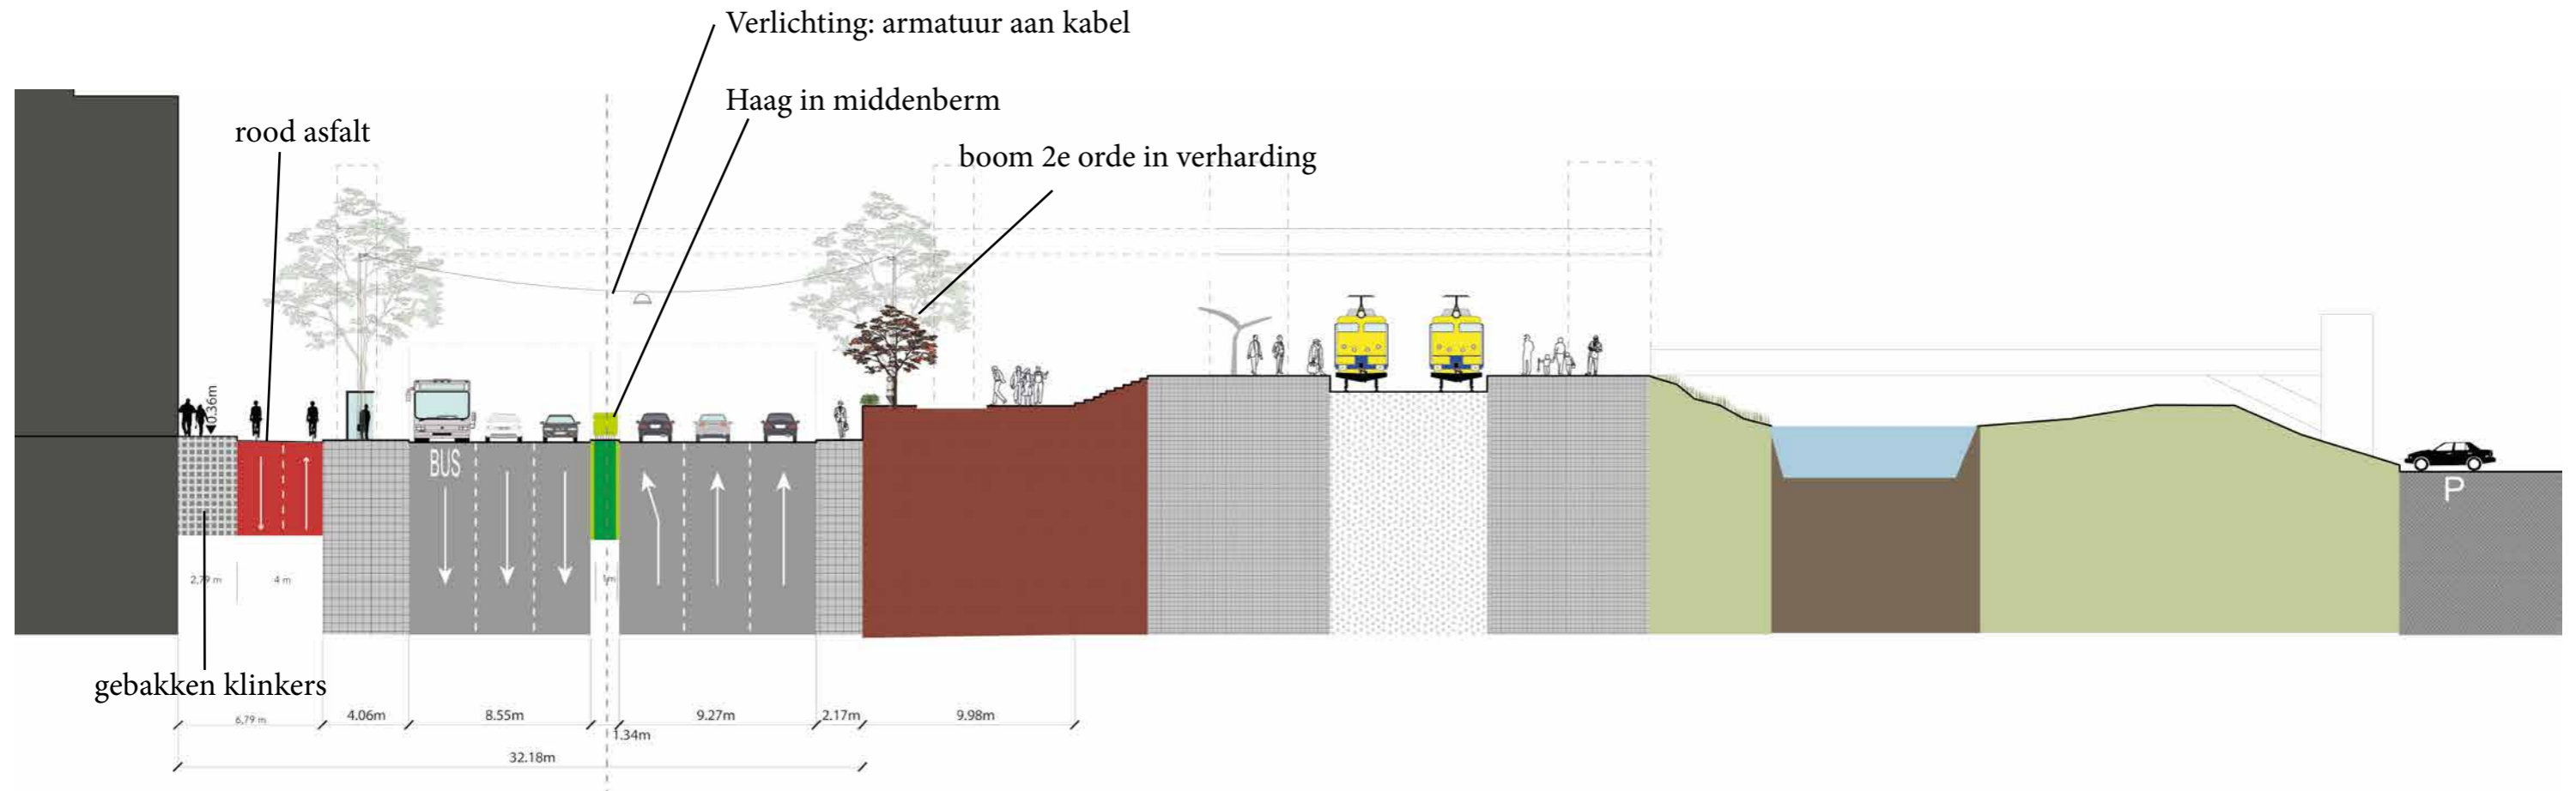 Verlichting: armatuur aan kabel
Haag in middenberm
rood asfalt
boom 2e orde in verharding
0.36m
BUS
P
2,79 m
4 m
1m
gebakken klinkers
6,79 m
4.06m
8.55m
9.27m
2.17m
9.98m
1.34m
32.18m